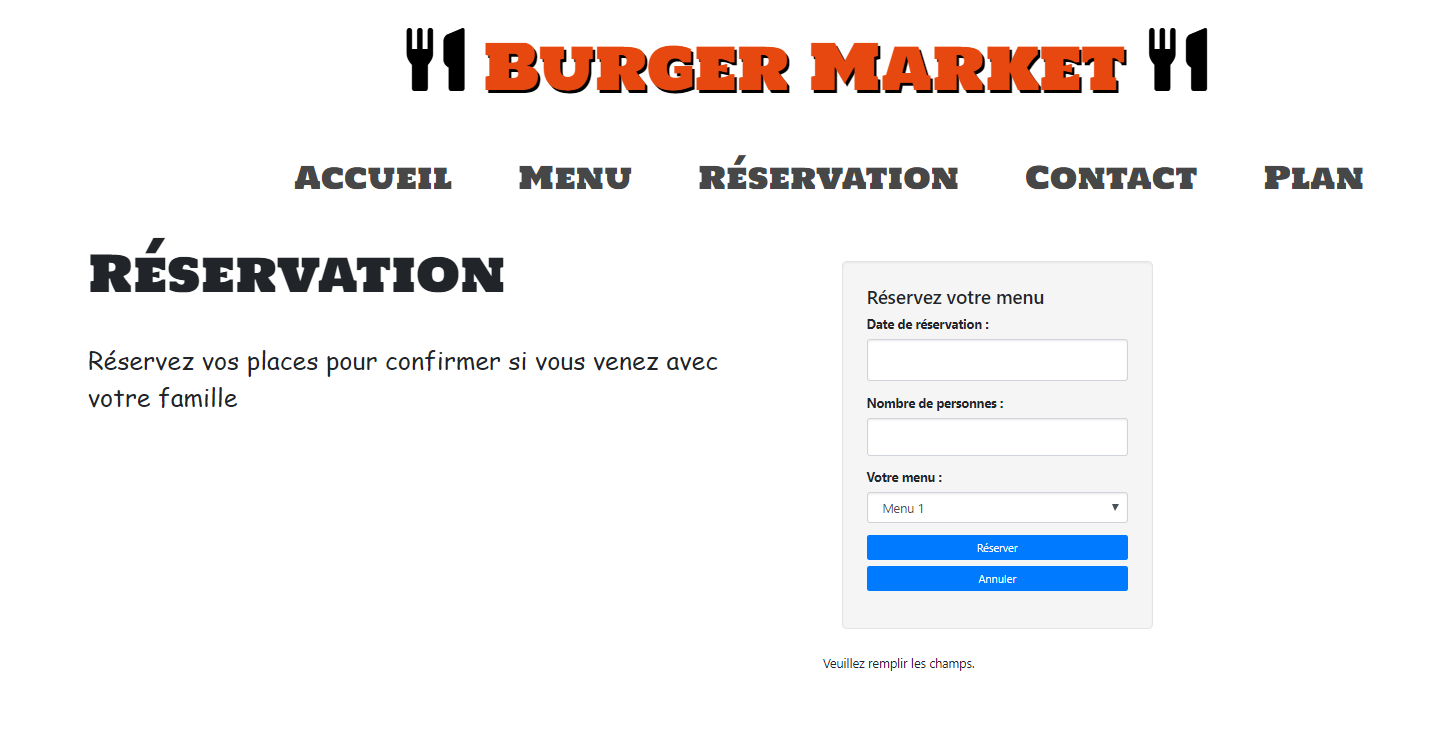 Burger Market
Accueil Menu Réservation Contact Plan
Réservation
Réservez vos places pour confirmer si vous venez avec
votre famille
Réservez votre menu
Date de réservation :
Nombre de personnes :
Votre menu :
Menu 1
Réserver
Annuler
Veuillez remplir les champs.